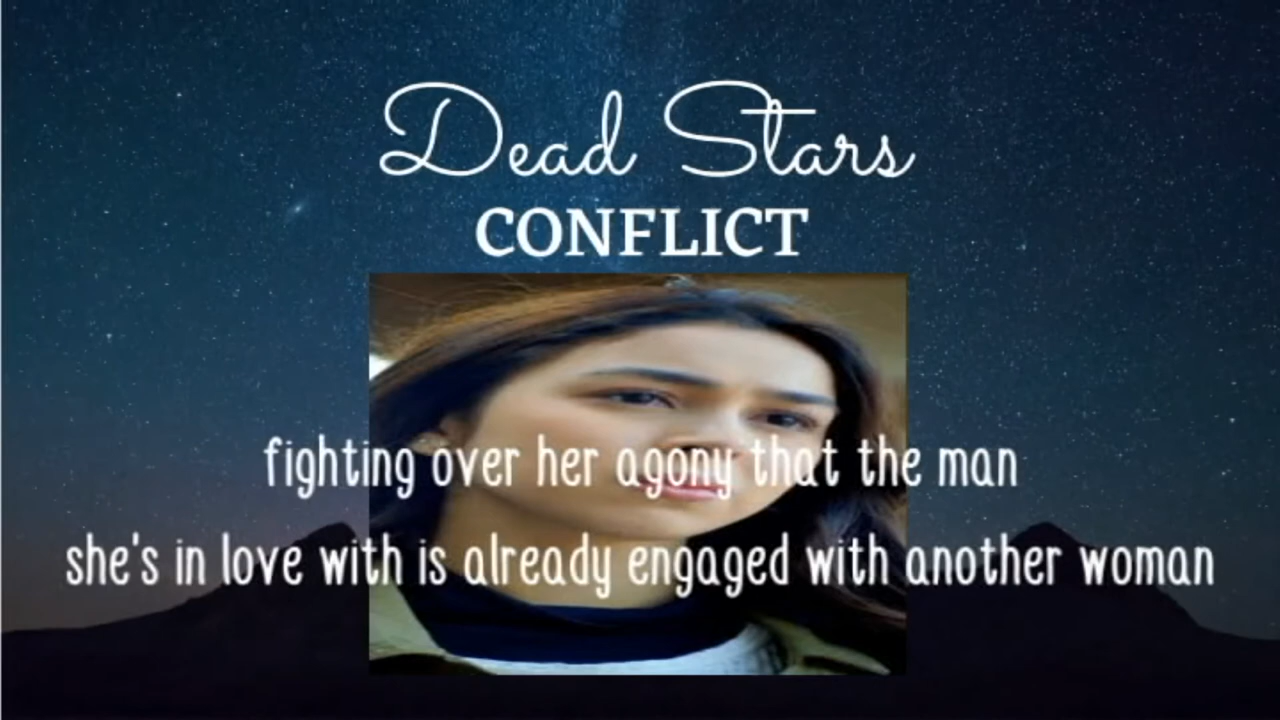 Dead Stars
CONFLICT
fighting over her agony that the man
she's in love with is already engaged with another woman